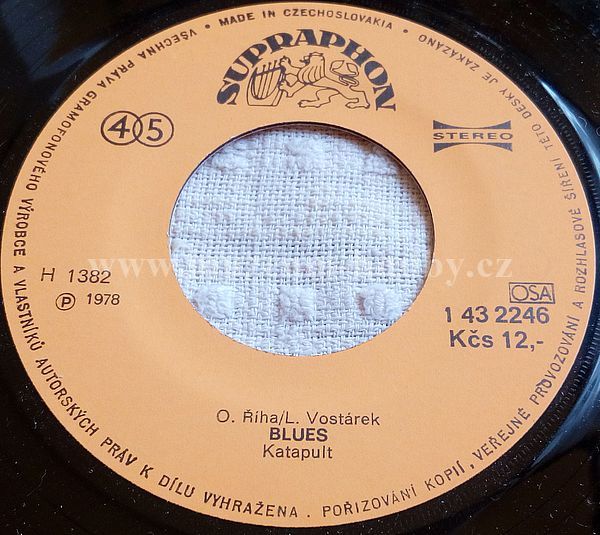 VŠECHNA PRÁVA GRAMOFONOVÉHO VÝROBCE A VLASTNÍKŮ AUTORSKÝCH PRÁV K DÍLU VYHRAŽENA . POŘIZOVÁNÍ KOPIÍ, VEŘEJNÉ PROVOZOVÁNÍ A ROZHLASOVÉ ŠÍŘENÍ TÉTO DESKY JE ZAKÁZÁNO
• MADE IN CZECHOSLOVAKIA •
SUPRAPHON
45
STEREO
H 1382
Ⓟ 1978
OSA
1 43 2246
Kčs 12,-
O. Říha/L. Vostárek
BLUES
Katapult